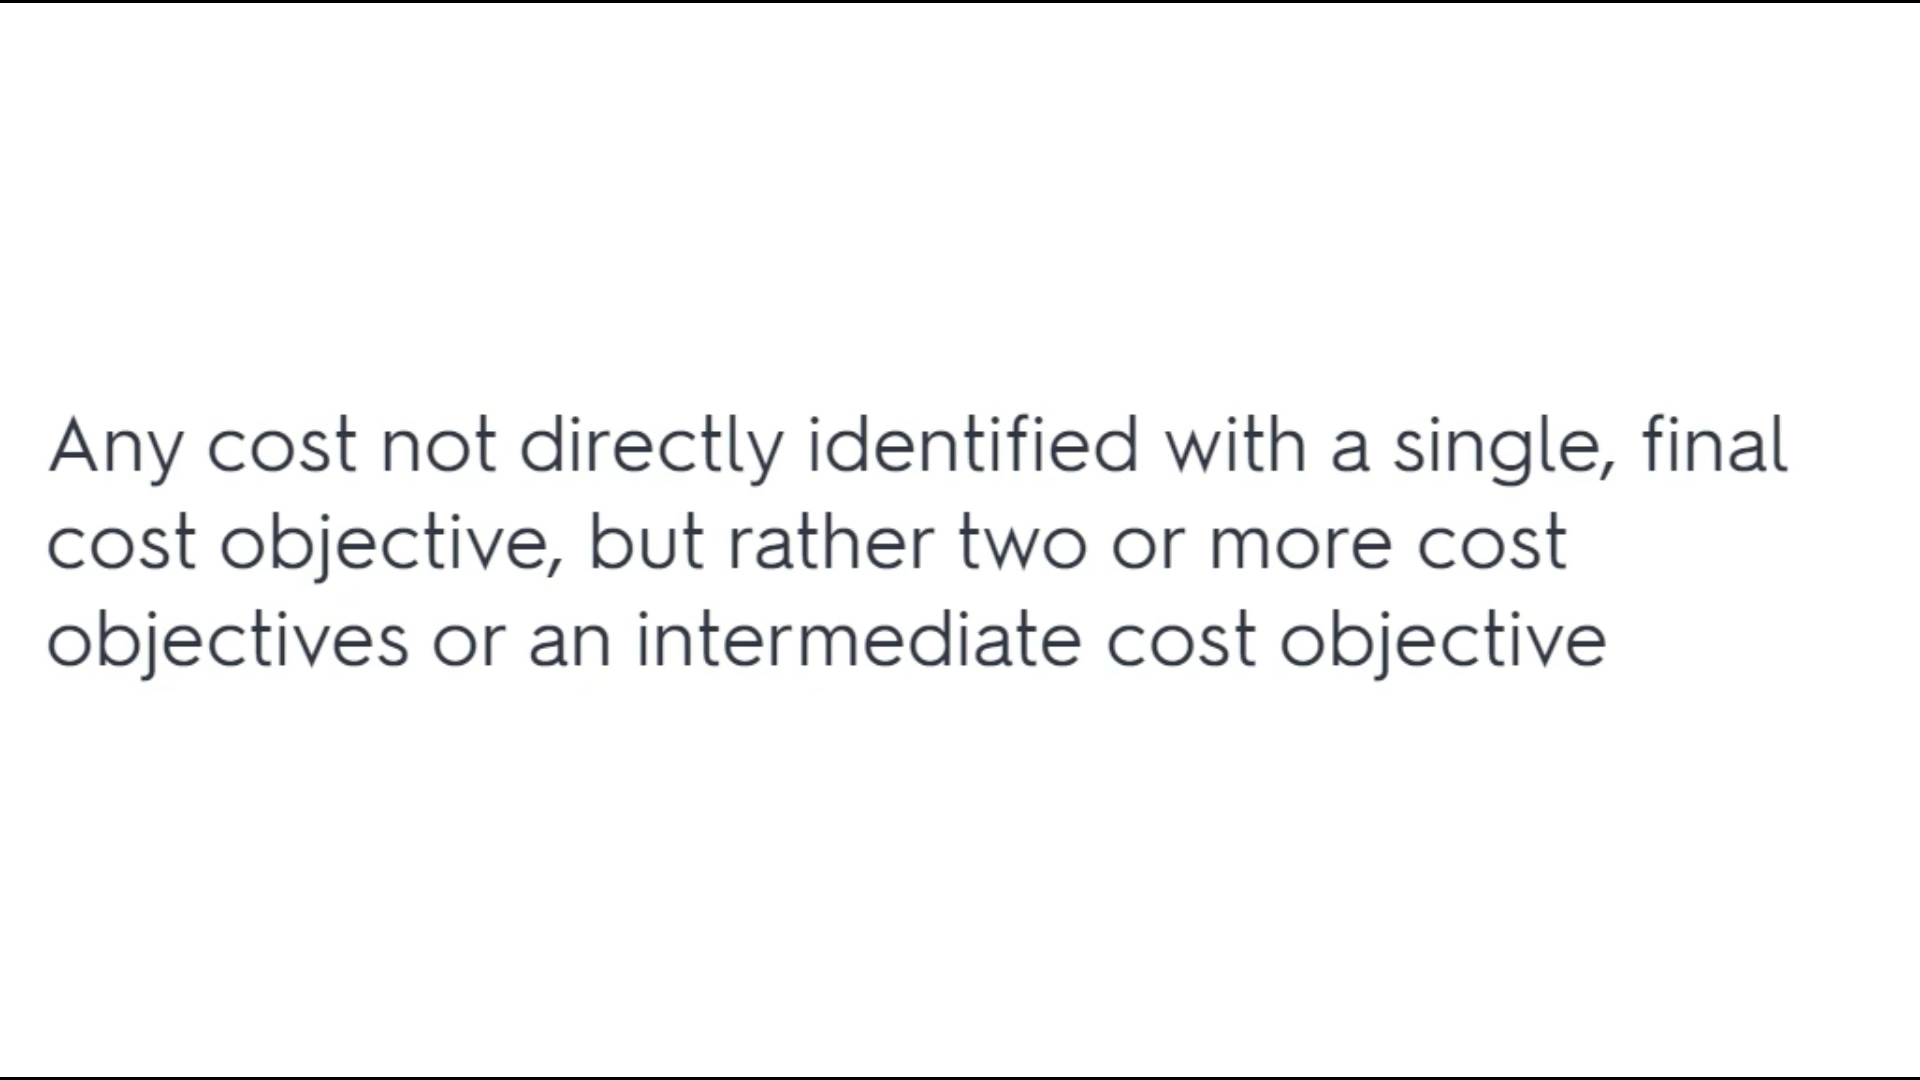 Any cost not directly identified with a single, final
cost objective, but rather two or more cost
objectives or an intermediate cost objective